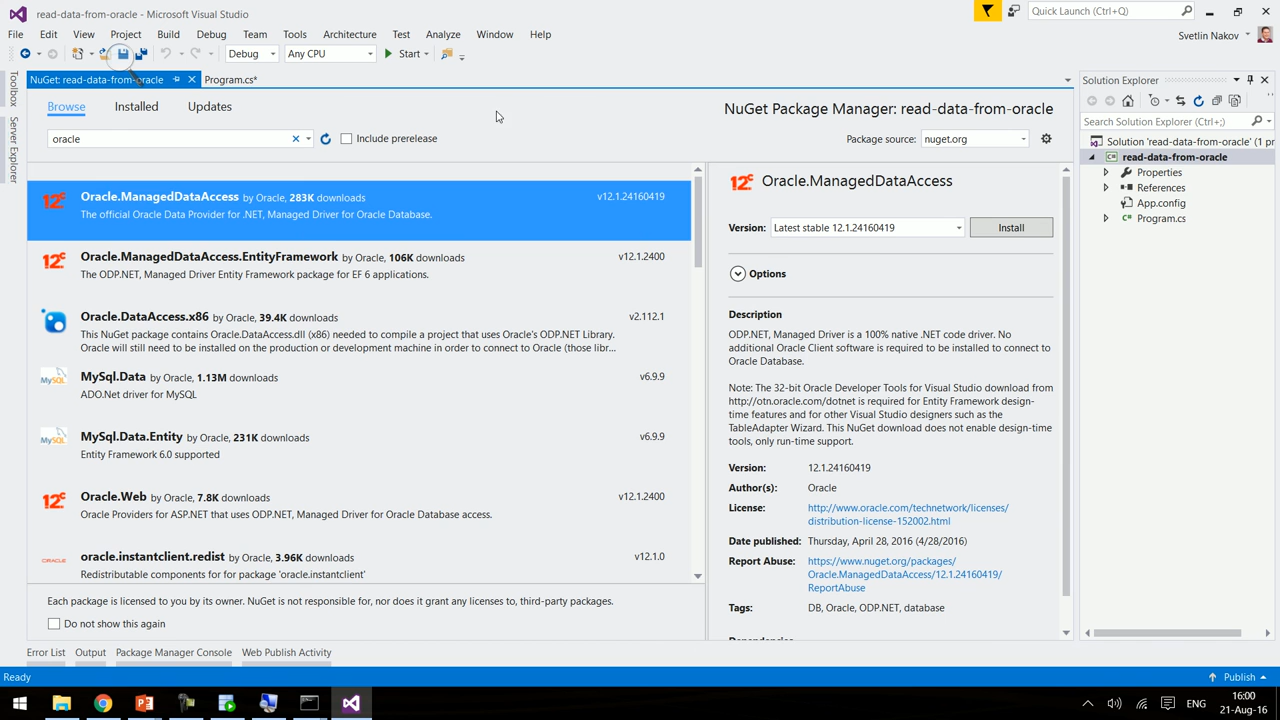 read-data-from-oracle - Microsoft Visual Studio
Quick Launch (Ctrl+Q)
File Edit View Project Build Debug Team Tools Architecture Test Analyze Window Help
Svetlin Nakov
Debug Any CPU Start
NuGet: read-data-from-oracle Program.cs*
Solution Explorer
Toolbox
Server Explorer
Browse Installed Updates
NuGet Package Manager: read-data-from-oracle
oracle
Include prerelease
Package source: nuget.org
Search Solution Explorer (Ctrl+;)
Solution 'read-data-from-oracle' (1 pr
read-data-from-oracle
Properties
References
App.config
Program.cs
12c
Oracle.ManagedDataAccess by Oracle, 283K downloads
v12.1.24160419
The official Oracle Data Provider for .NET, Managed Driver for Oracle Database.
12c
Oracle.ManagedDataAccess.EntityFramework by Oracle, 106K downloads
v12.1.2400
The ODP.NET, Managed Driver Entity Framework package for EF 6 applications.
Oracle.DataAccess.x86 by Oracle, 39.4K downloads
v2.112.1
This NuGet package contains Oracle.DataAccess.dll (x86) needed to compile a project that uses Oracle's ODP.NET Library.
Oracle will still need to be installed on the production or development machine in order to connect to Oracle (those libr...
MySQL
MySql.Data by Oracle, 1.13M downloads
v6.9.9
ADO.Net driver for MySQL
MySQL
MySql.Data.Entity by Oracle, 231K downloads
v6.9.9
Entity Framework 6.0 supported
12c
Oracle.Web by Oracle, 7.8K downloads
v12.1.2400
Oracle Providers for ASP.NET that uses ODP.NET, Managed Driver for Oracle Database access.
ORACLE
oracle.instantclient.redist by Oracle, 3.96K downloads
v12.1.0
Redistributable components for for package 'oracle.instantclient'
Each package is licensed to you by its owner. NuGet is not responsible for, nor does it grant any licenses to, third-party packages.
Do not show this again
12c
Oracle.ManagedDataAccess
Version: Latest stable 12.1.24160419 Install
Options
Description
ODP.NET, Managed Driver is a 100% native .NET code driver. No
additional Oracle Client software is required to be installed to connect to
Oracle Database.
Note: The 32-bit Oracle Developer Tools for Visual Studio download from
http://otn.oracle.com/dotnet is required for Entity Framework design-
time features and for other Visual Studio designers such as the
TableAdapter Wizard. This NuGet download does not enable design-time
tools, only run-time support.
Version: 12.1.24160419
Author(s): Oracle
License: http://www.oracle.com/technetwork/licenses/
distribution-license-152002.html
Date published: Thursday, April 28, 2016 (4/28/2016)
Report Abuse: https://www.nuget.org/packages/
Oracle.ManagedDataAccess/12.1.24160419/
ReportAbuse
Tags: DB, Oracle, ODP.NET, database
Dependencies
Error List Output Package Manager Console Web Publish Activity
Ready
Publish
ENG
16:00
21-Aug-16